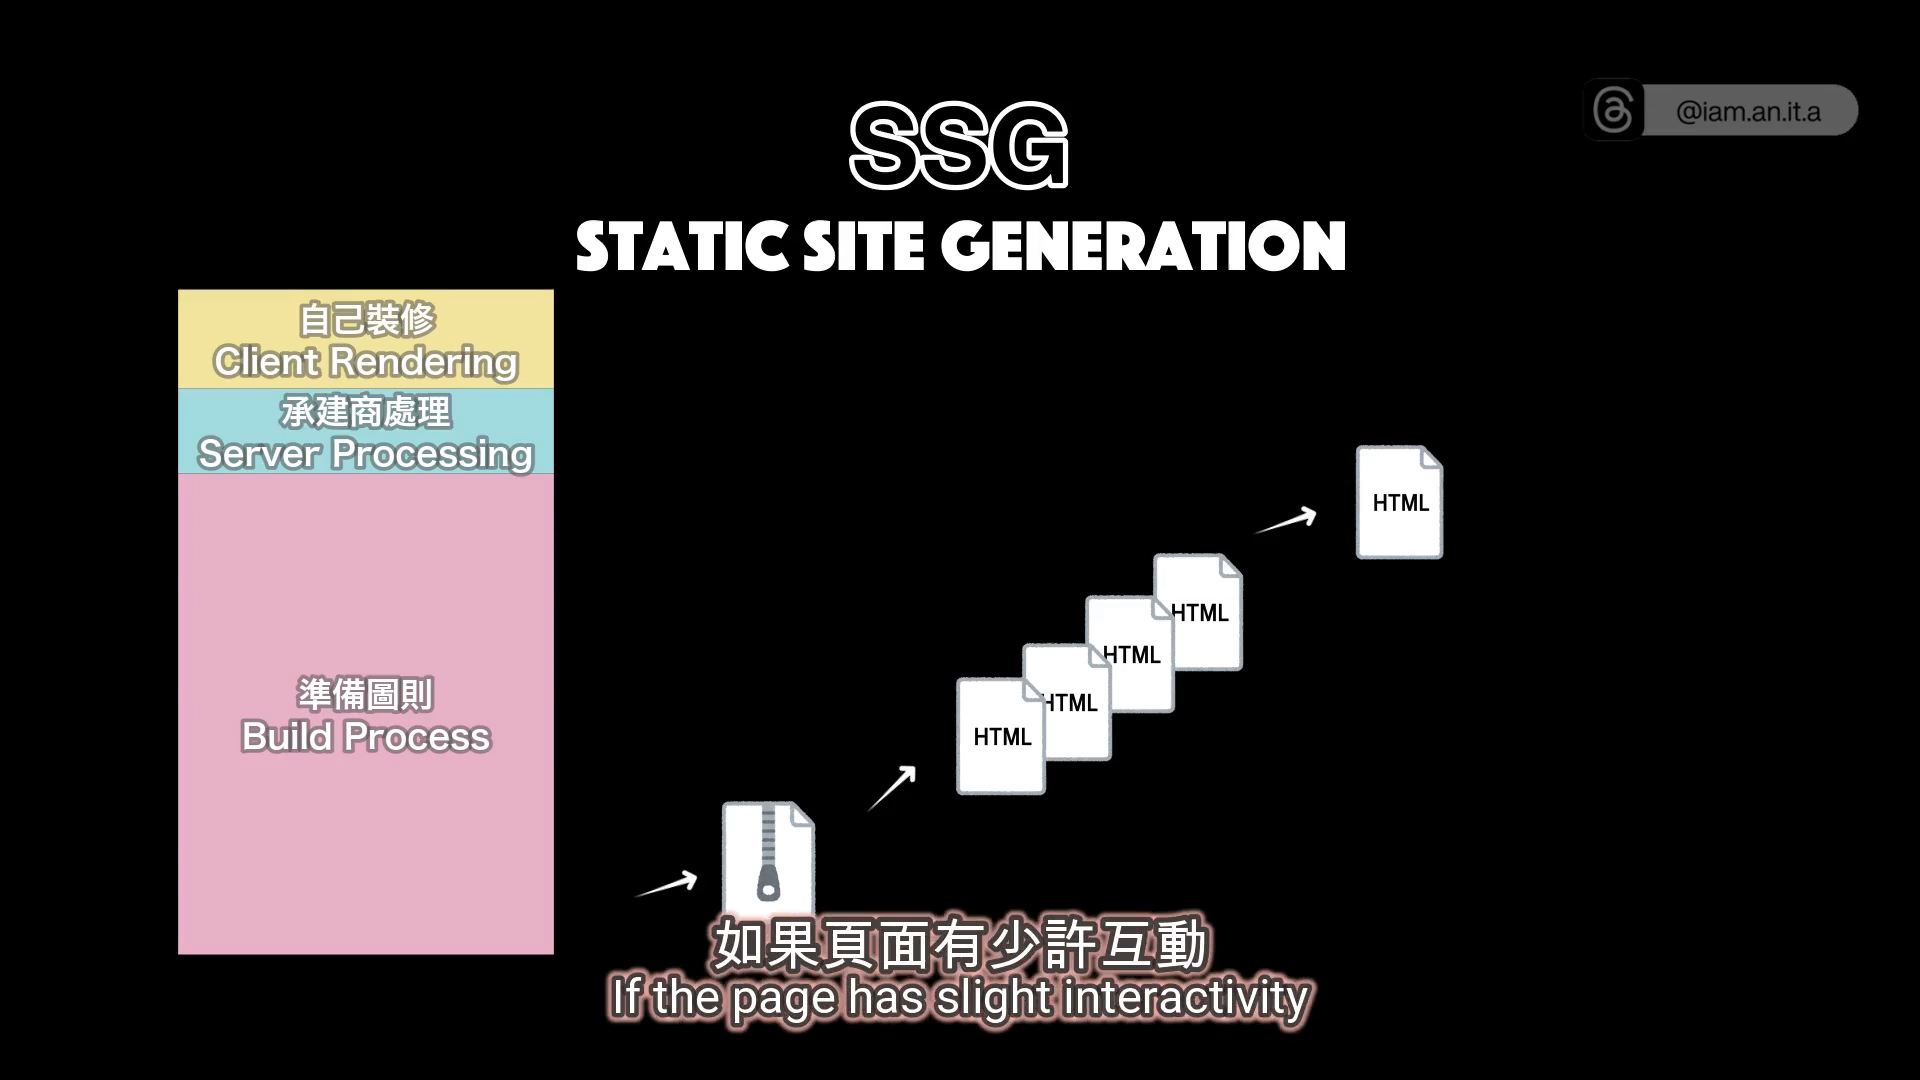 SSG
STATIC SITE GENERATION
@iam.an.it.a
自己裝修
Client Rendering
承建商處理
Server Processing
準備圖則
Build Process
HTML
HTML
HTML
HTML
HTML
如果頁面有少許互動
If the page has slight interactivity